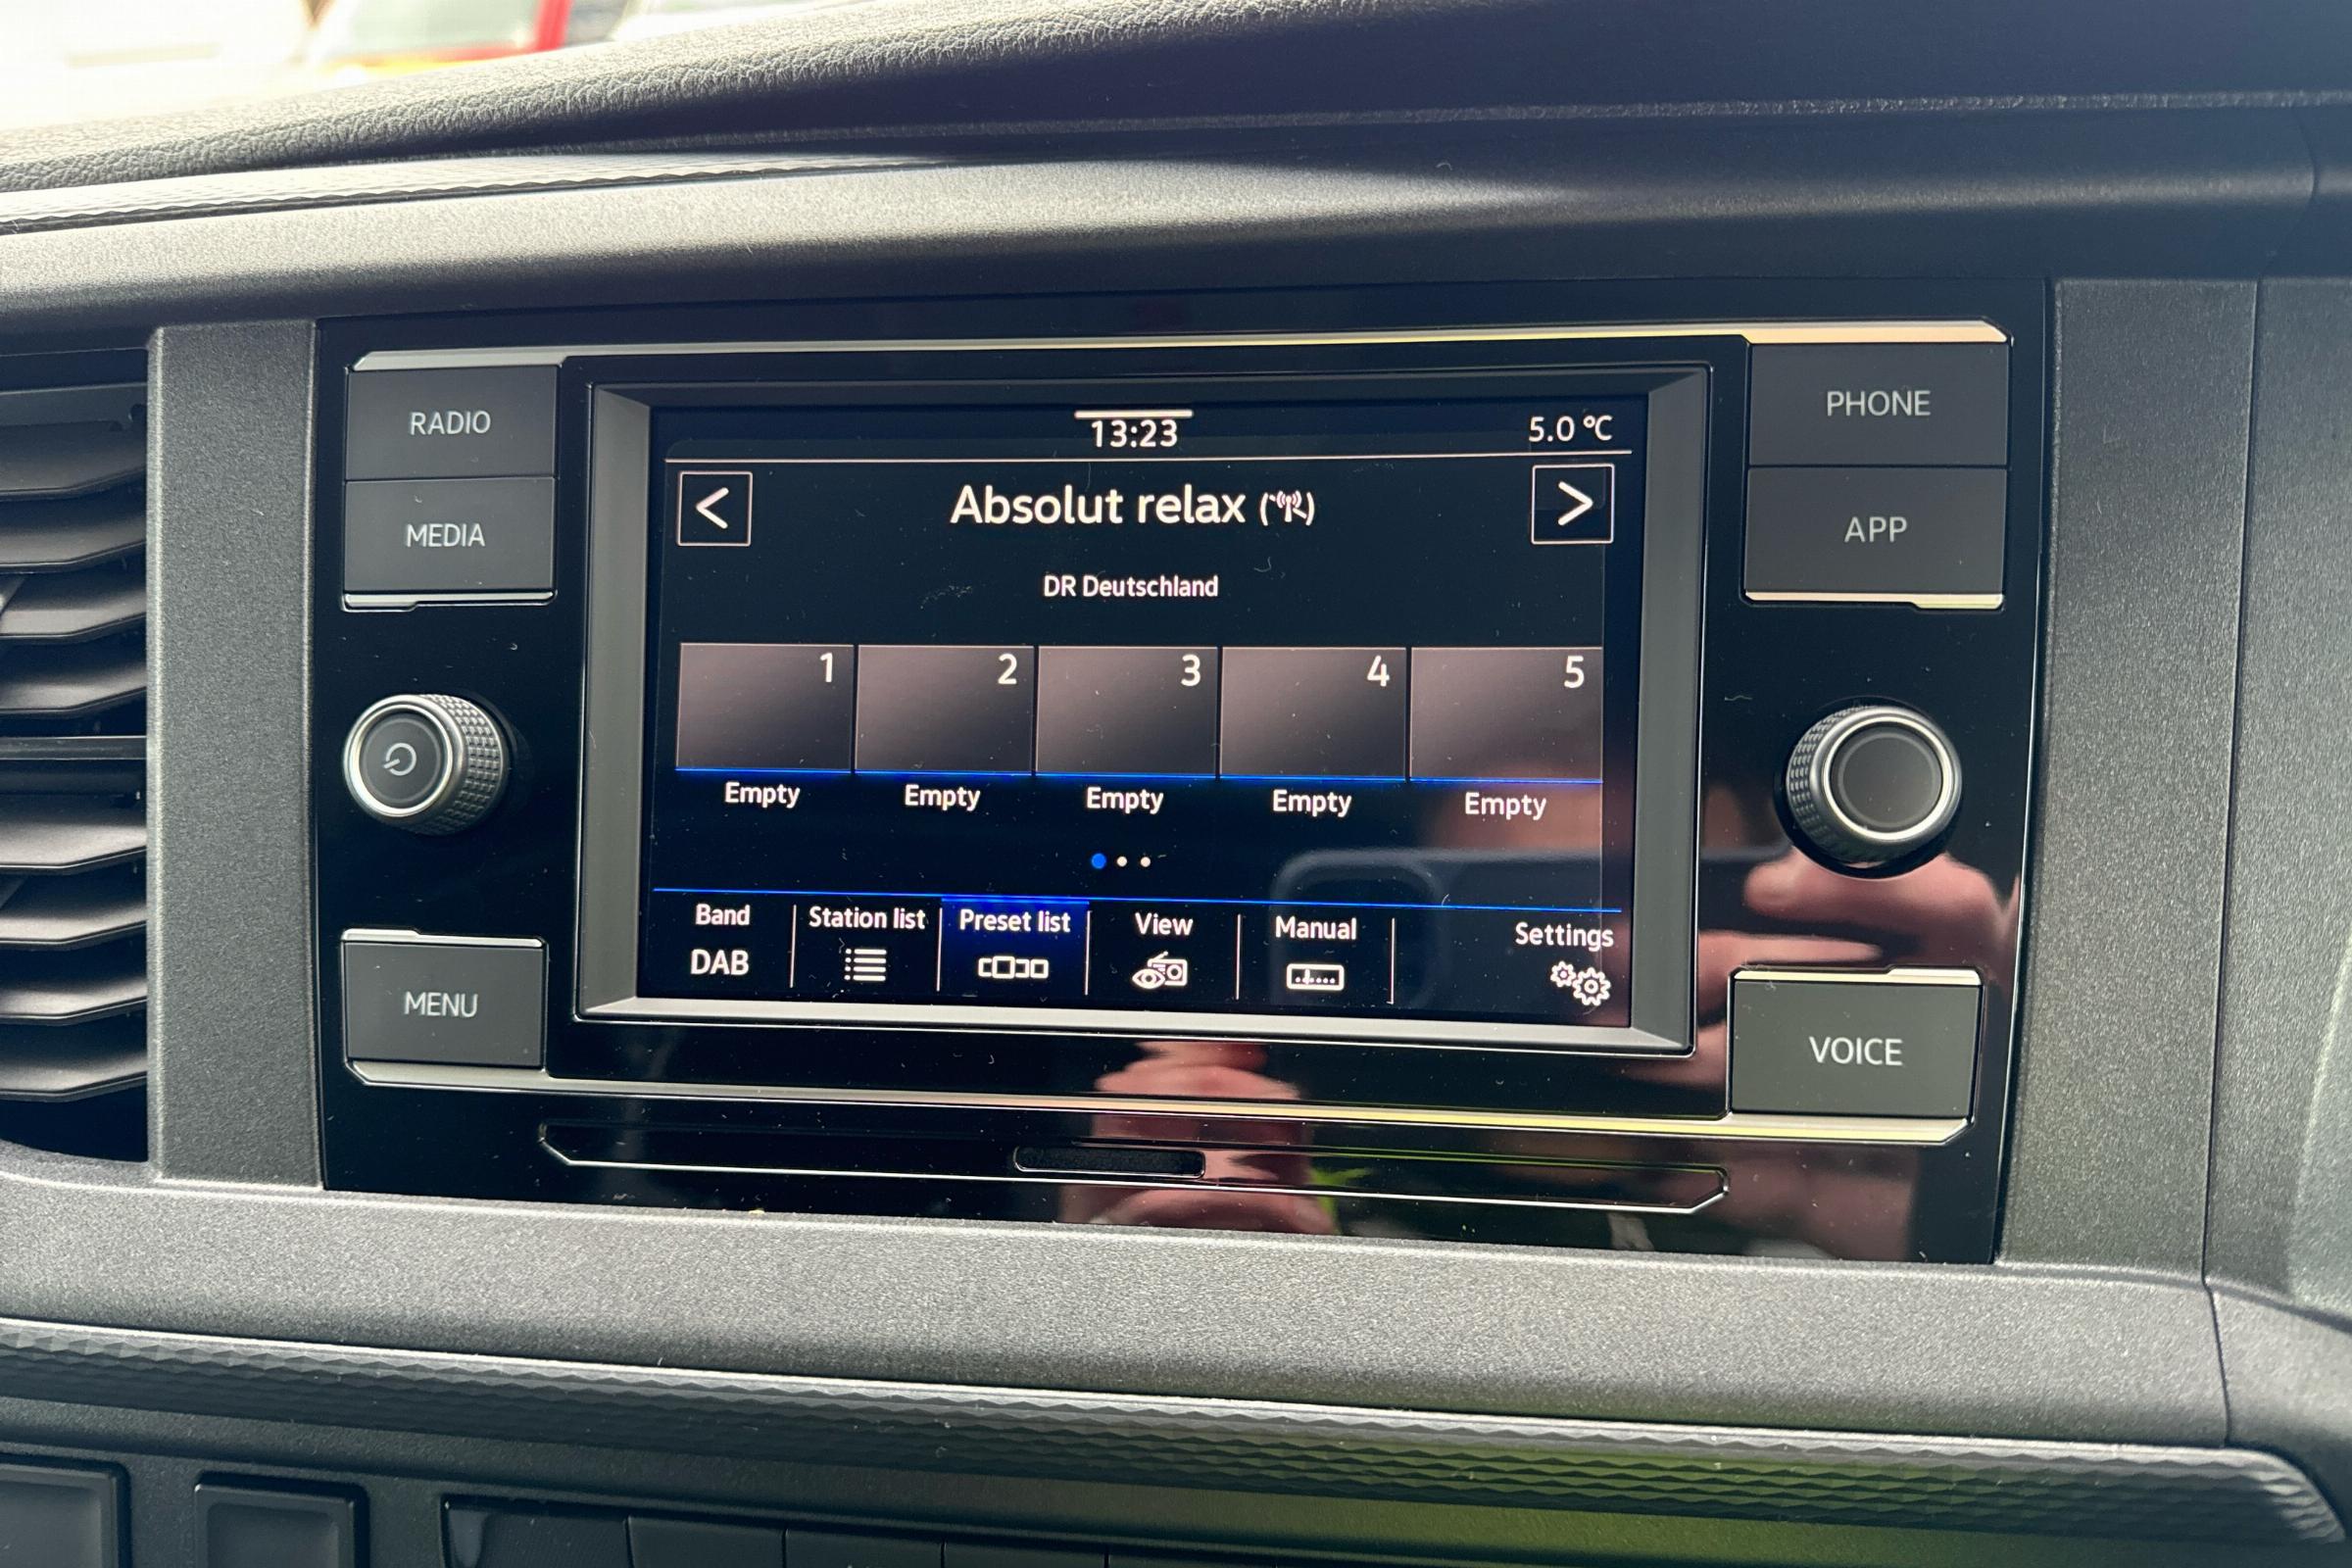 RADIO
MEDIA
MENU
13:23
5.0 °C
<
Absolut relax
>
DR Deutschland
1 2 3 4 5
Empty Empty Empty Empty Empty
Band Station list Preset list View Manual Settings
DAB
PHONE
APP
VOICE